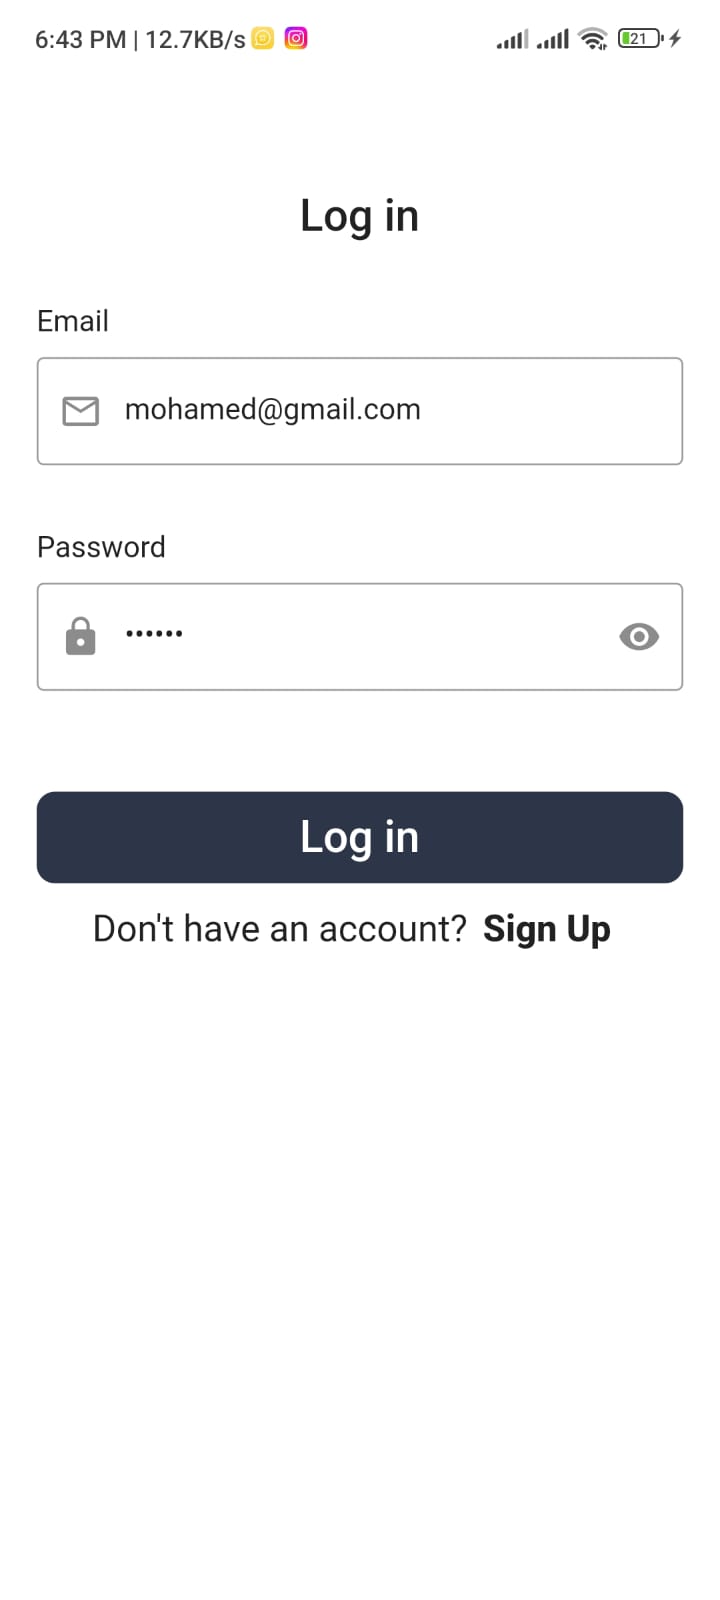 6:43 PM | 12.7KB/s 21
Log in
Email
mohamed@gmail.com
Password
••••••
Log in
Don't have an account? Sign Up